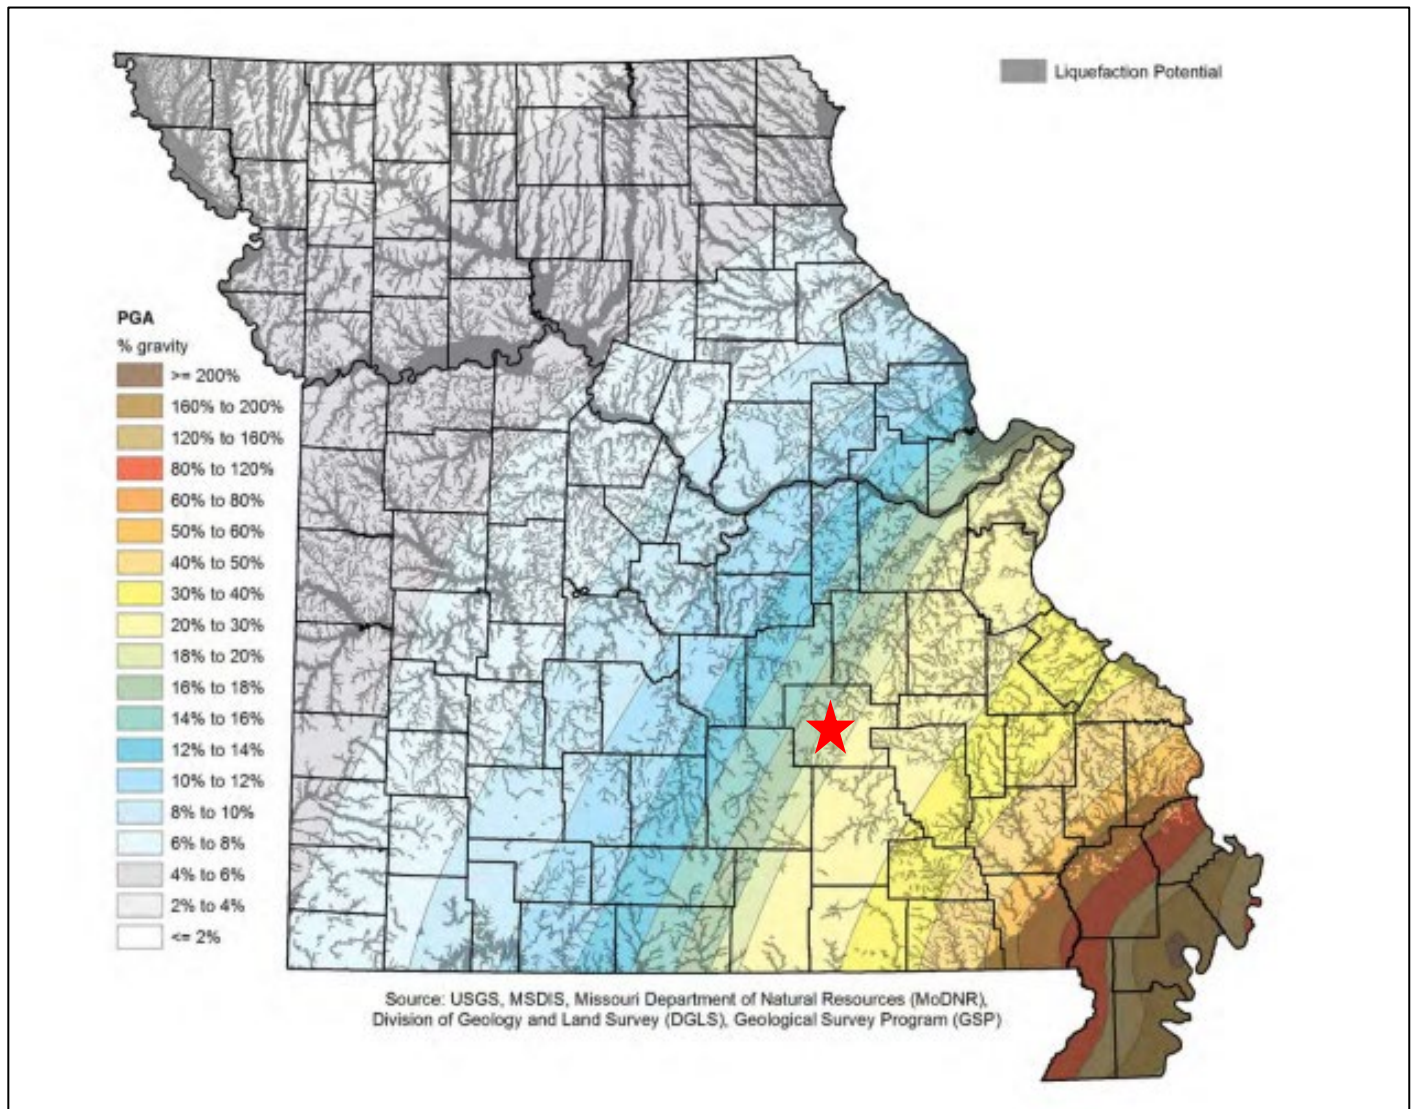 Liquefaction Potential
PGA
% gravity
>= 200%
160% to 200%
120% to 160%
80% to 120%
60% to 80%
50% to 60%
40% to 50%
30% to 40%
20% to 30%
18% to 20%
16% to 18%
14% to 16%
12% to 14%
10% to 12%
8% to 10%
6% to 8%
4% to 6%
2% to 4%
<= 2%
Source: USGS, MSDIS, Missouri Department of Natural Resources (MoDNR),
Division of Geology and Land Survey (DGLS), Geological Survey Program (GSP)